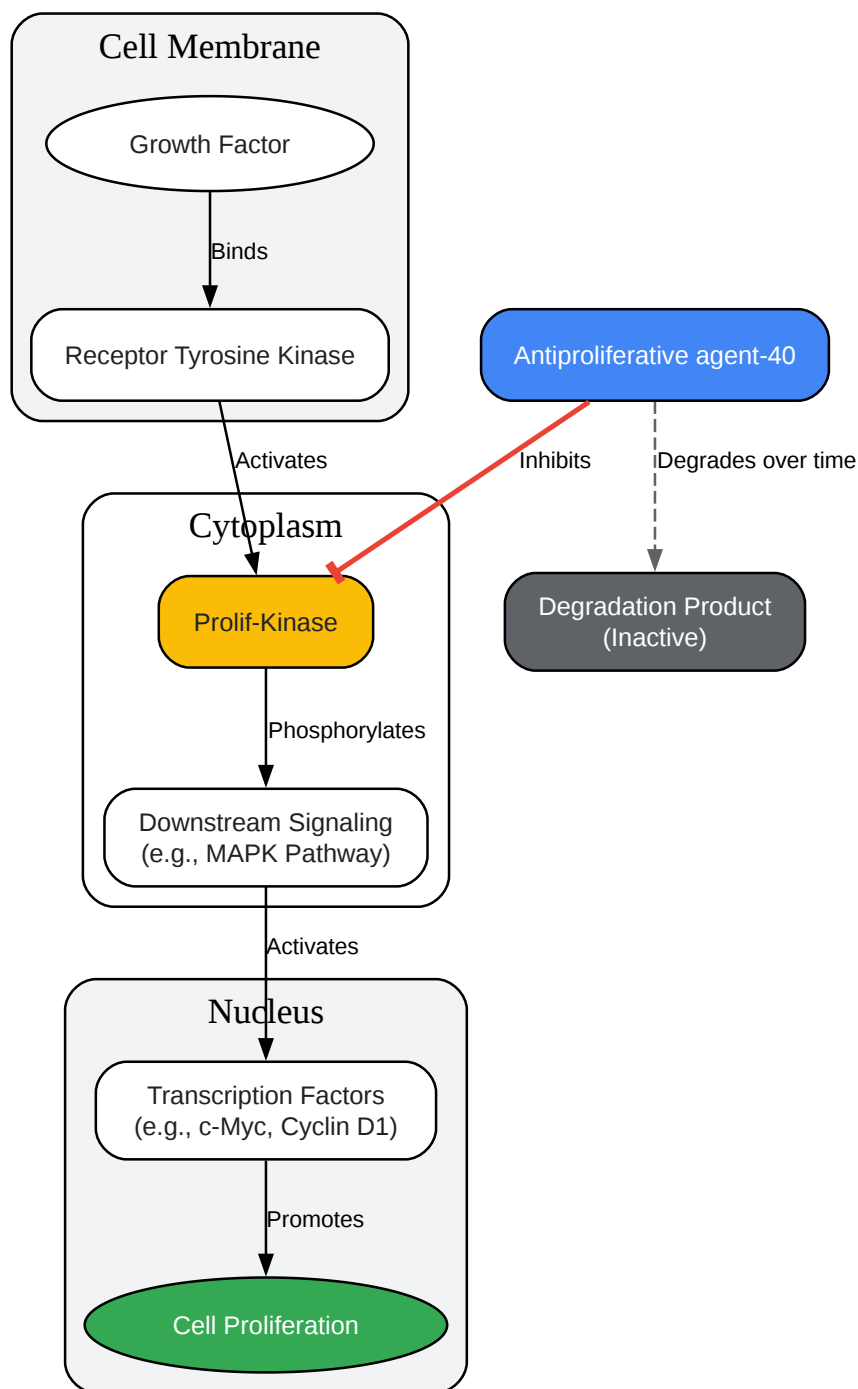 Cell Membrane
Growth Factor
Binds
Receptor Tyrosine Kinase
Antiproliferative agent-40
Activates
Inhibits
Degrades over time
Cytoplasm
Prolif-Kinase
Degradation Product
(Inactive)
Phosphorylates
Downstream Signaling
(e.g., MAPK Pathway)
Activates
Nucleus
Transcription Factors
(e.g., c-Myc, Cyclin D1)
Promotes
Cell Proliferation